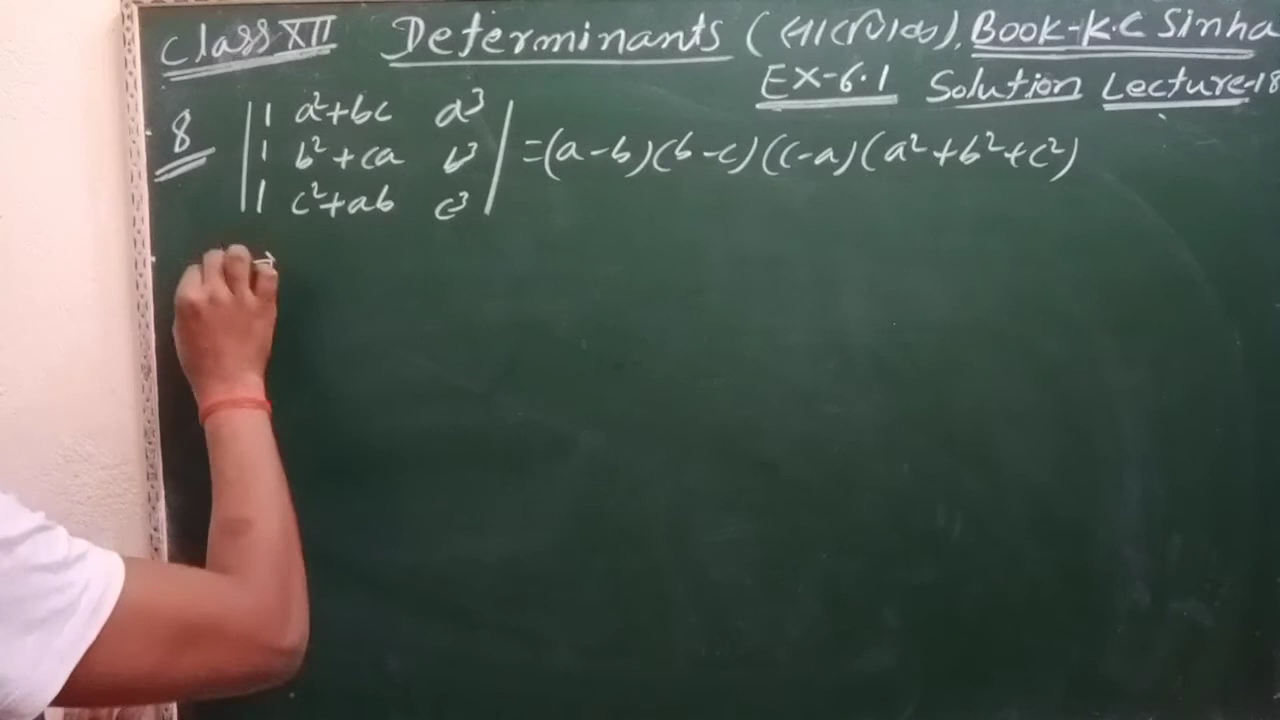 Class XII Determinants (सारणिक), Book-K.C Sinha
EX-6.1 Solution Lecture-18
8 | 1 a²+bc a³ |
| 1 b²+ca b³ | =(a-b)(b-c)(c-a)(a²+b²+c²)
| 1 c²+ab c³ |